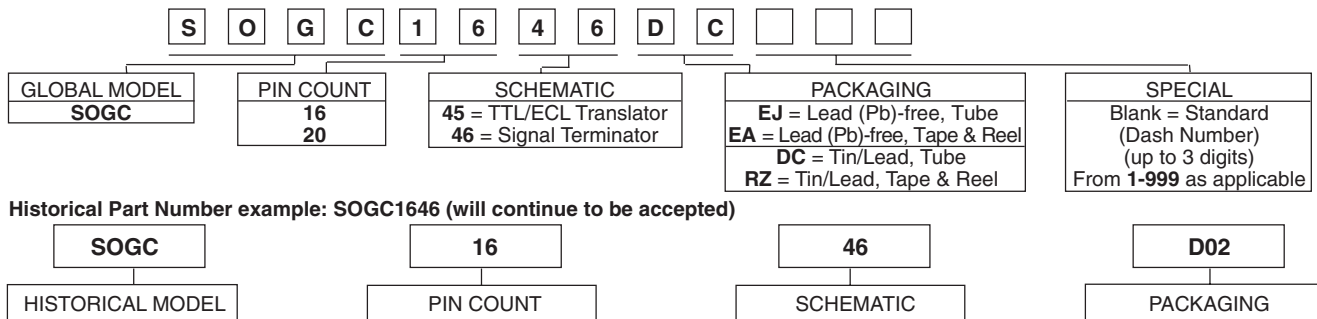 S O G C 1 6 4 6 D C
GLOBAL MODEL
SOGC
PIN COUNT
16
20
SCHEMATIC
45 = TTL/ECL Translator
46 = Signal Terminator
PACKAGING
EJ = Lead (Pb)-free, Tube
EA = Lead (Pb)-free, Tape & Reel
DC = Tin/Lead, Tube
RZ = Tin/Lead, Tape & Reel
SPECIAL
Blank = Standard
(Dash Number)
(up to 3 digits)
From 1-999 as applicable
Historical Part Number example: SOGC1646 (will continue to be accepted)
SOGC 16 46 D02
HISTORICAL MODEL PIN COUNT SCHEMATIC PACKAGING